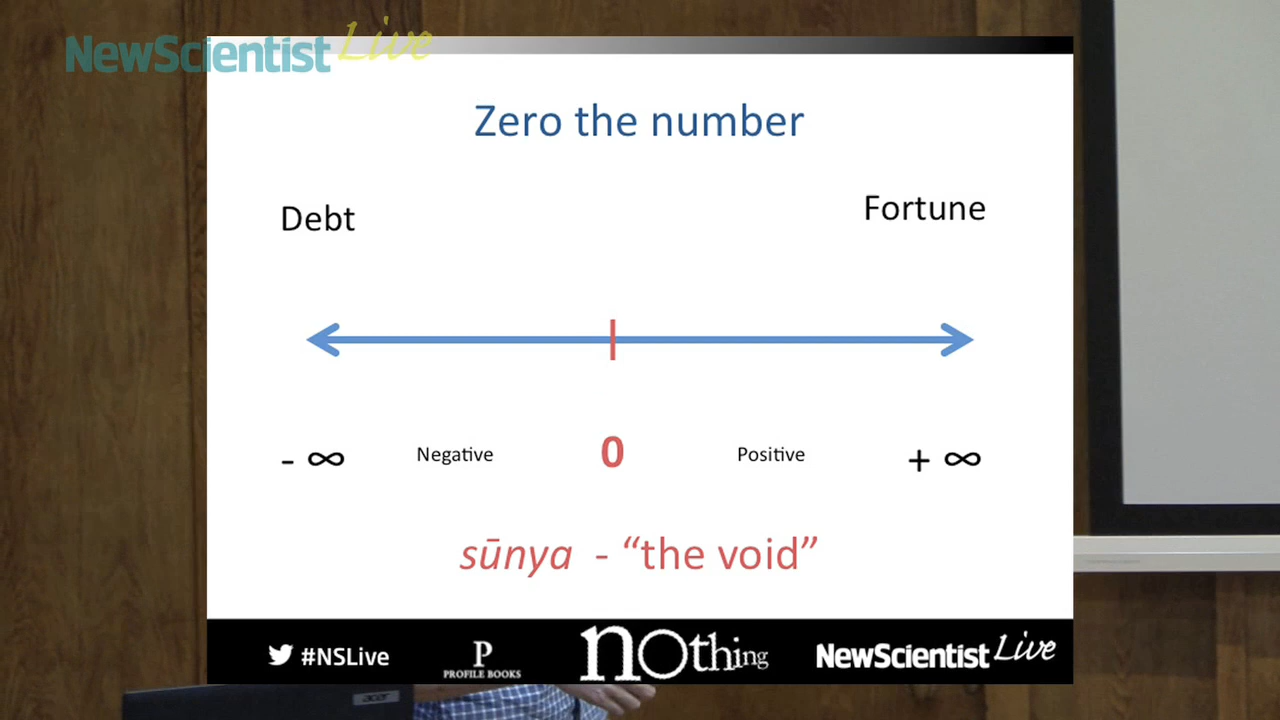 NewScientist Live
Zero the number
Debt
Fortune
- ∞ Negative 0 Positive + ∞
sūnya - “the void”
#NSLive
P
PROFILE BOOKS
nothing
NewScientist Live
acer